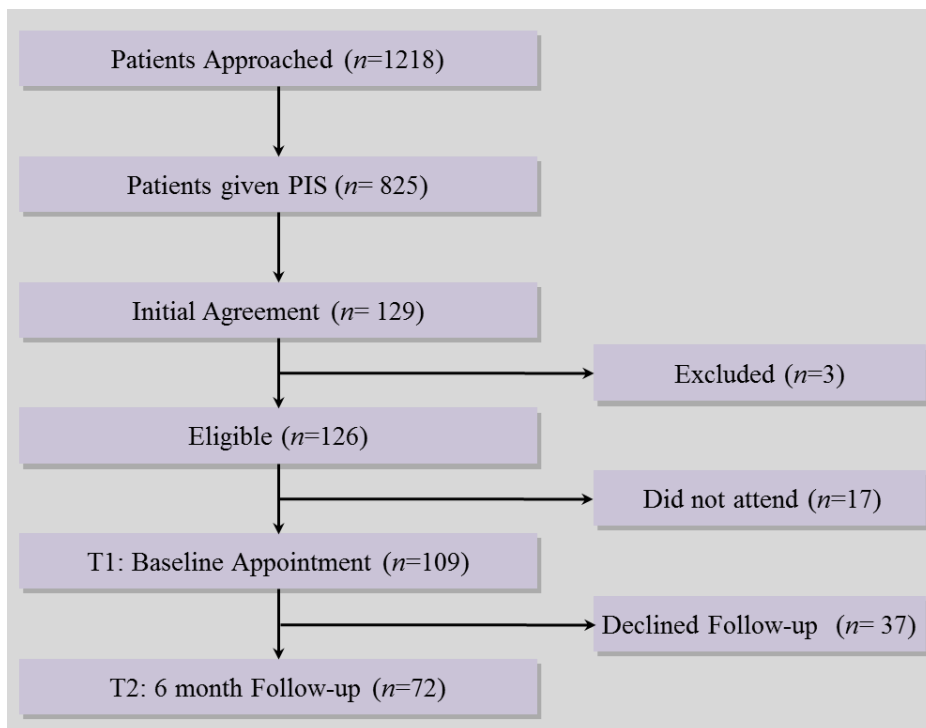 Patients Approached (n=1218)
Patients given PIS (n= 825)
Initial Agreement (n= 129)
Excluded (n=3)
Eligible (n=126)
Did not attend (n=17)
T1: Baseline Appointment (n=109)
Declined Follow-up (n= 37)
T2: 6 month Follow-up (n=72)